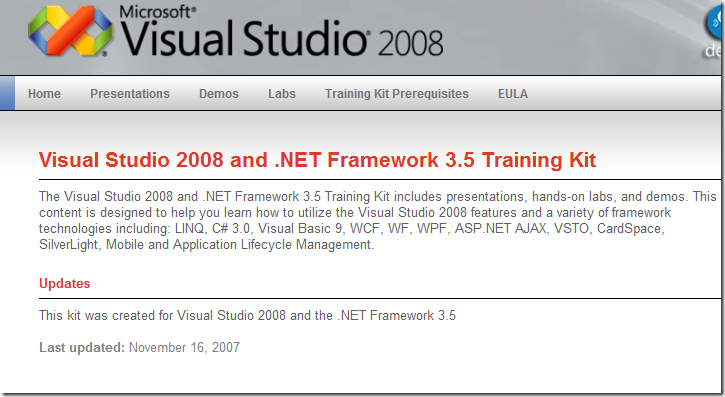 Microsoft®
Visual Studio® 2008
de
Home Presentations Demos Labs Training Kit Prerequisites EULA
Visual Studio 2008 and .NET Framework 3.5 Training Kit
The Visual Studio 2008 and .NET Framework 3.5 Training Kit includes presentations, hands-on labs, and demos. This
content is designed to help you learn how to utilize the Visual Studio 2008 features and a variety of framework
technologies including: LINQ, C# 3.0, Visual Basic 9, WCF, WF, WPF, ASP.NET AJAX, VSTO, CardSpace,
SilverLight, Mobile and Application Lifecycle Management.
Updates
This kit was created for Visual Studio 2008 and the .NET Framework 3.5
Last updated: November 16, 2007